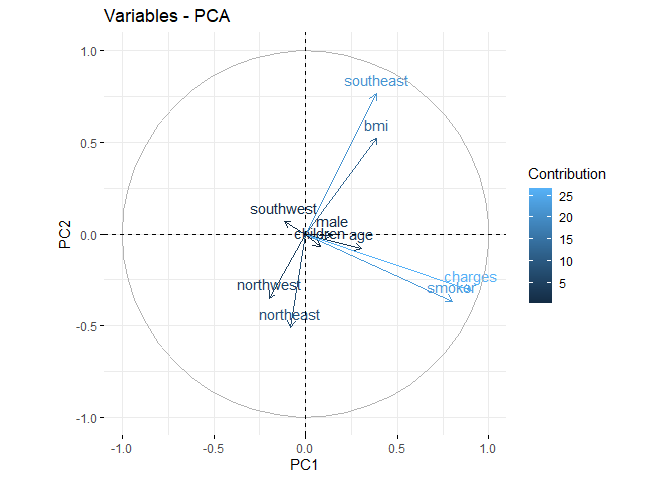 Variables - PCA
1.0
0.5
0.0
-0.5
-1.0
PC2
southeast
bmi
southwest
male
children age
charges
smoker
northwest
northeast
-1.0 -0.5 0.0 0.5 1.0
PC1
Contribution
25
20
15
10
5